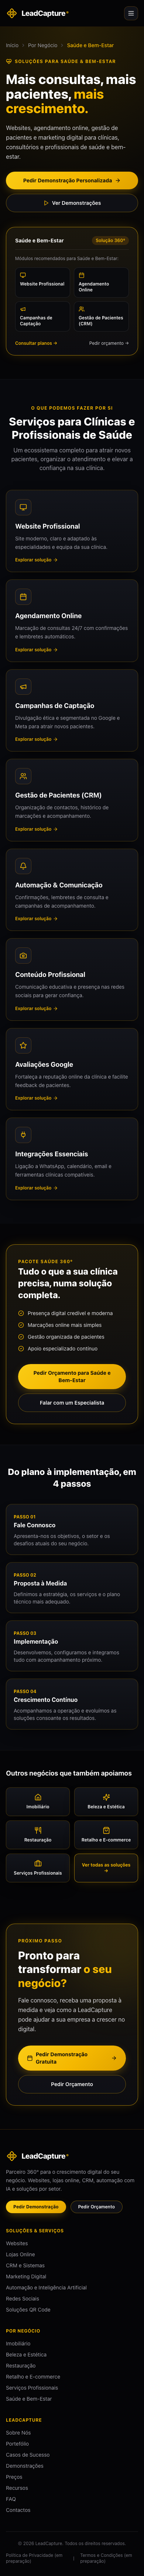 LeadCapture°
Início › Por Negócio › Saúde e Bem-Estar
SOLUÇÕES PARA SAÚDE & BEM-ESTAR
Mais consultas, mais
pacientes, mais
crescimento.
Websites, agendamento online, gestão de
pacientes e marketing digital para clínicas,
consultórios e profissionais de saúde e bem-
estar.
Pedir Demonstração Personalizada →
Ver Demonstrações
Saúde e Bem-Estar
Solução 360º
Módulos recomendados para Saúde e Bem-Estar:
Website Profissional
Agendamento
Online
Campanhas de
Captação
Gestão de Pacientes
(CRM)
Consultar planos →
Pedir orçamento →
O QUE PODEMOS FAZER POR SI
Serviços para Clínicas e
Profissionais de Saúde
Um ecossistema completo para atrair mais
pacientes, organizar o atendimento e elevar a
confiança na sua clínica.
Website Profissional
Site moderno, claro e adaptado às
especialidades e equipa da sua clínica.
Explorar solução →
Agendamento Online
Marcação de consultas 24/7 com confirmações
e lembretes automáticos.
Explorar solução →
Campanhas de Captação
Divulgação ética e segmentada no Google e
Meta para atrair novos pacientes.
Explorar solução →
Gestão de Pacientes (CRM)
Organização de contactos, histórico de
marcações e acompanhamento.
Explorar solução →
Automação & Comunicação
Confirmações, lembretes de consulta e
campanhas de acompanhamento.
Explorar solução →
Conteúdo Profissional
Comunicação educativa e presença nas redes
sociais para gerar confiança.
Explorar solução →
Avaliações Google
Fortaleça a reputação online da clínica e facilite
feedback de pacientes.
Explorar solução →
Integrações Essenciais
Ligação a WhatsApp, calendário, email e
ferramentas clínicas compatíveis.
Explorar solução →
PACOTE SAÚDE 360º
Tudo o que a sua clínica
precisa, numa solução
completa.
Presença digital credível e moderna
Marcações online mais simples
Gestão organizada de pacientes
Apoio especializado contínuo
Pedir Orçamento para Saúde e
Bem-Estar
Falar com um Especialista
Do plano à implementação, em
4 passos
PASSO 01
Fale Connosco
Apresenta-nos os objetivos, o setor e os
desafios atuais do seu negócio.
PASSO 02
Proposta à Medida
Definimos a estratégia, os serviços e o plano
técnico mais adequado.
PASSO 03
Implementação
Desenvolvemos, configuramos e integramos
tudo com acompanhamento próximo.
PASSO 04
Crescimento Contínuo
Acompanhamos a operação e evoluímos as
soluções consoante os resultados.
Outros negócios que também apoiamos
Imobiliário
Beleza e Estética
Restauração
Retalho e E-commerce
Serviços Profissionais
Ver todas as soluções
→
PRÓXIMO PASSO
Pronto para
transformar o seu
negócio?
Fale connosco, receba uma proposta à
medida e veja como a LeadCapture
pode ajudar a sua empresa a crescer no
digital.
Pedir Demonstração
Gratuita →
Pedir Orçamento
LeadCapture°
Parceiro 360º para o crescimento digital do seu
negócio. Websites, lojas online, CRM, automação com
IA e soluções por setor.
Pedir Demonstração
Pedir Orçamento
SOLUÇÕES & SERVIÇOS
Websites
Lojas Online
CRM e Sistemas
Marketing Digital
Automação e Inteligência Artificial
Redes Sociais
Soluções QR Code
POR NEGÓCIO
Imobiliário
Beleza e Estética
Restauração
Retalho e E-commerce
Serviços Profissionais
Saúde e Bem-Estar
LEADCAPTURE
Sobre Nós
Portefólio
Casos de Sucesso
Demonstrações
Preços
Recursos
FAQ
Contactos
© 2026 LeadCapture. Todos os direitos reservados.
Política de Privacidade (em
preparação)
|
Termos e Condições (em
preparação)